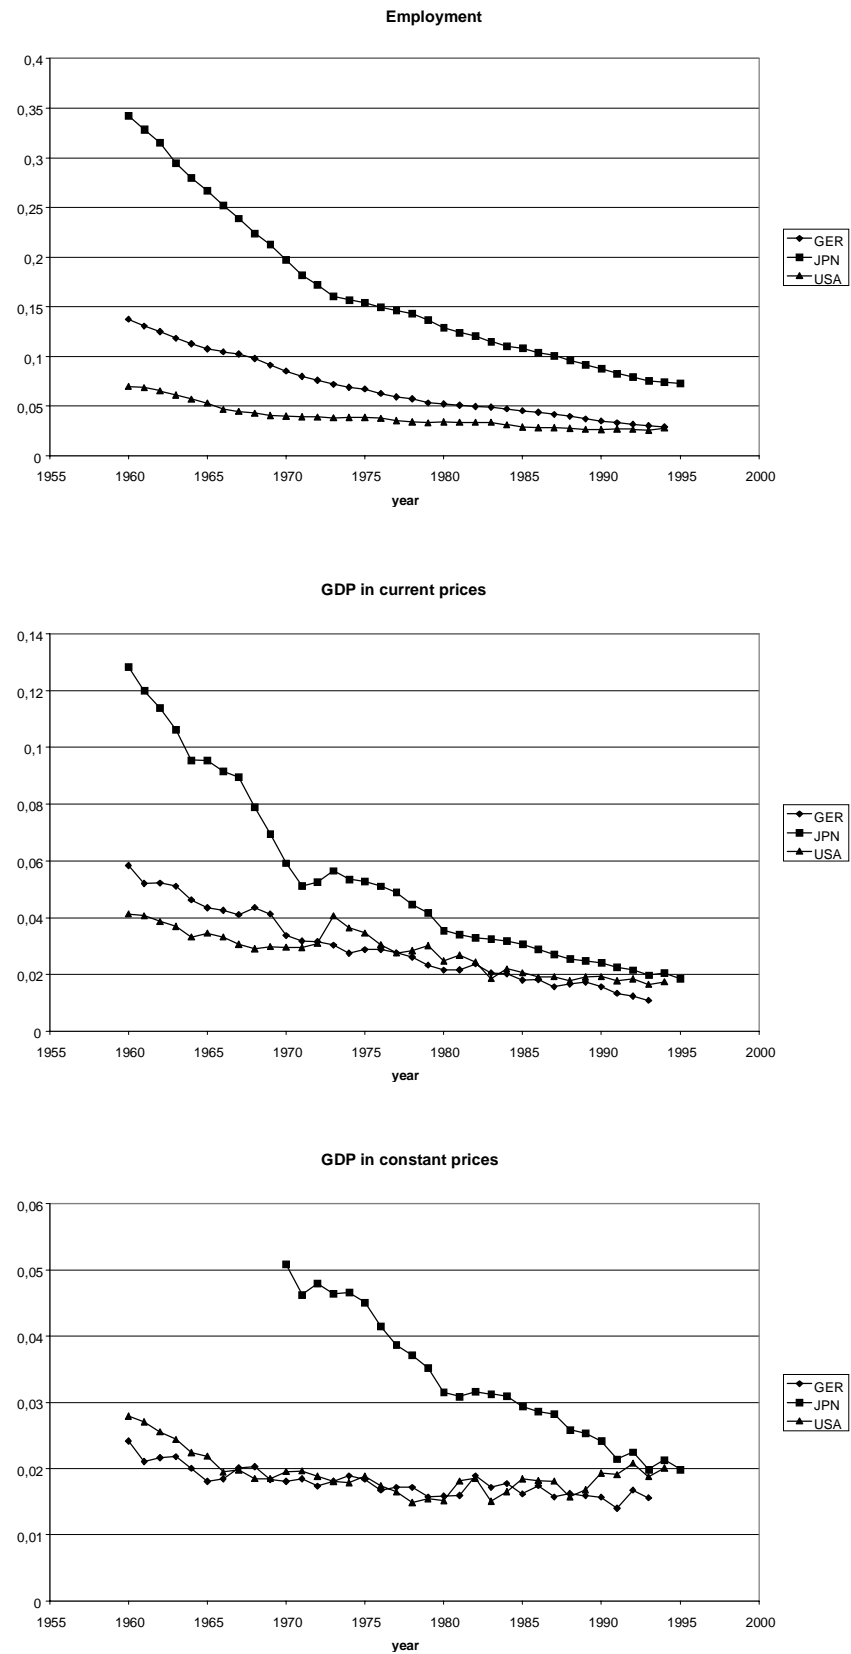 Employment
0,4
0,35
0,3
0,25
0,2
0,15
0,1
0,05
0
1955 1960 1965 1970 1975 1980 1985 1990 1995 2000
year
GER
JPN
USA
GDP in current prices
0,14
0,12
0,1
0,08
0,06
0,04
0,02
0
1955 1960 1965 1970 1975 1980 1985 1990 1995 2000
year
GER
JPN
USA
GDP in constant prices
0,06
0,05
0,04
0,03
0,02
0,01
0
1955 1960 1965 1970 1975 1980 1985 1990 1995 2000
year
GER
JPN
USA